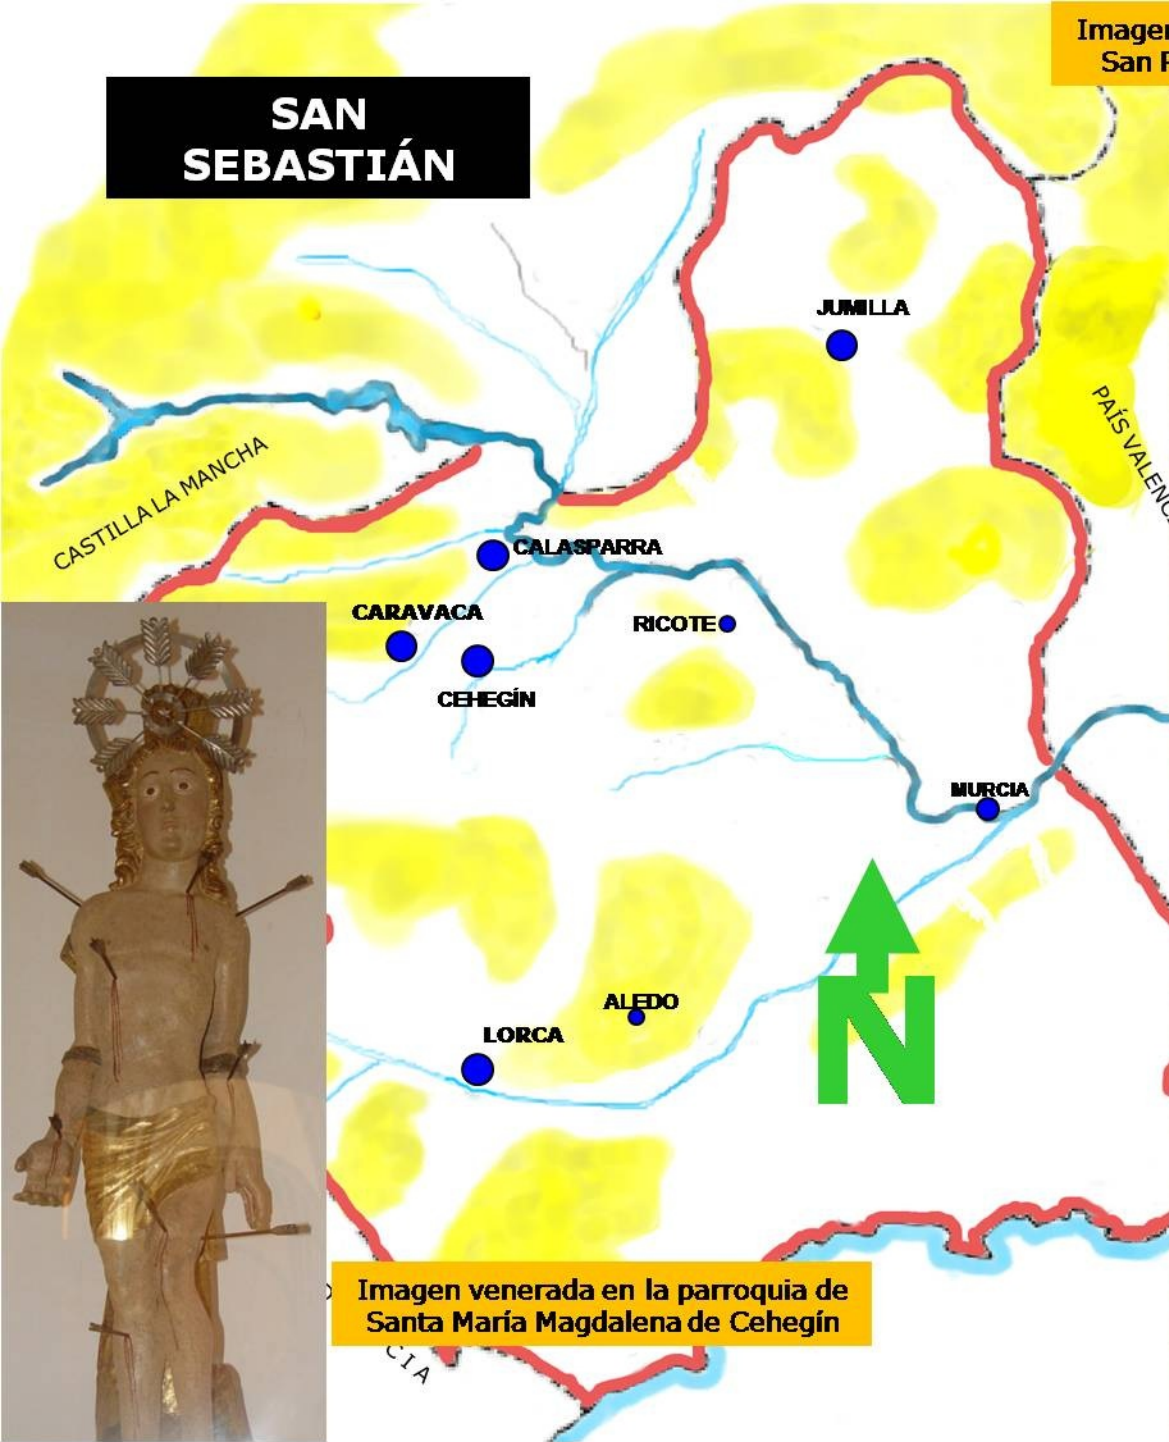 Imagen
San
SAN
SEBASTIÁN
JUMILLA
PAÍS
CASTILLA LA MANCHA
CALASPARRA
CARAVACA
RICOTE
CEHEGÍN
MURCIA
N
ALEDO
LORCA
Imagen venerada en la parroquia de
Santa María Magdalena de Cehegín
CIA